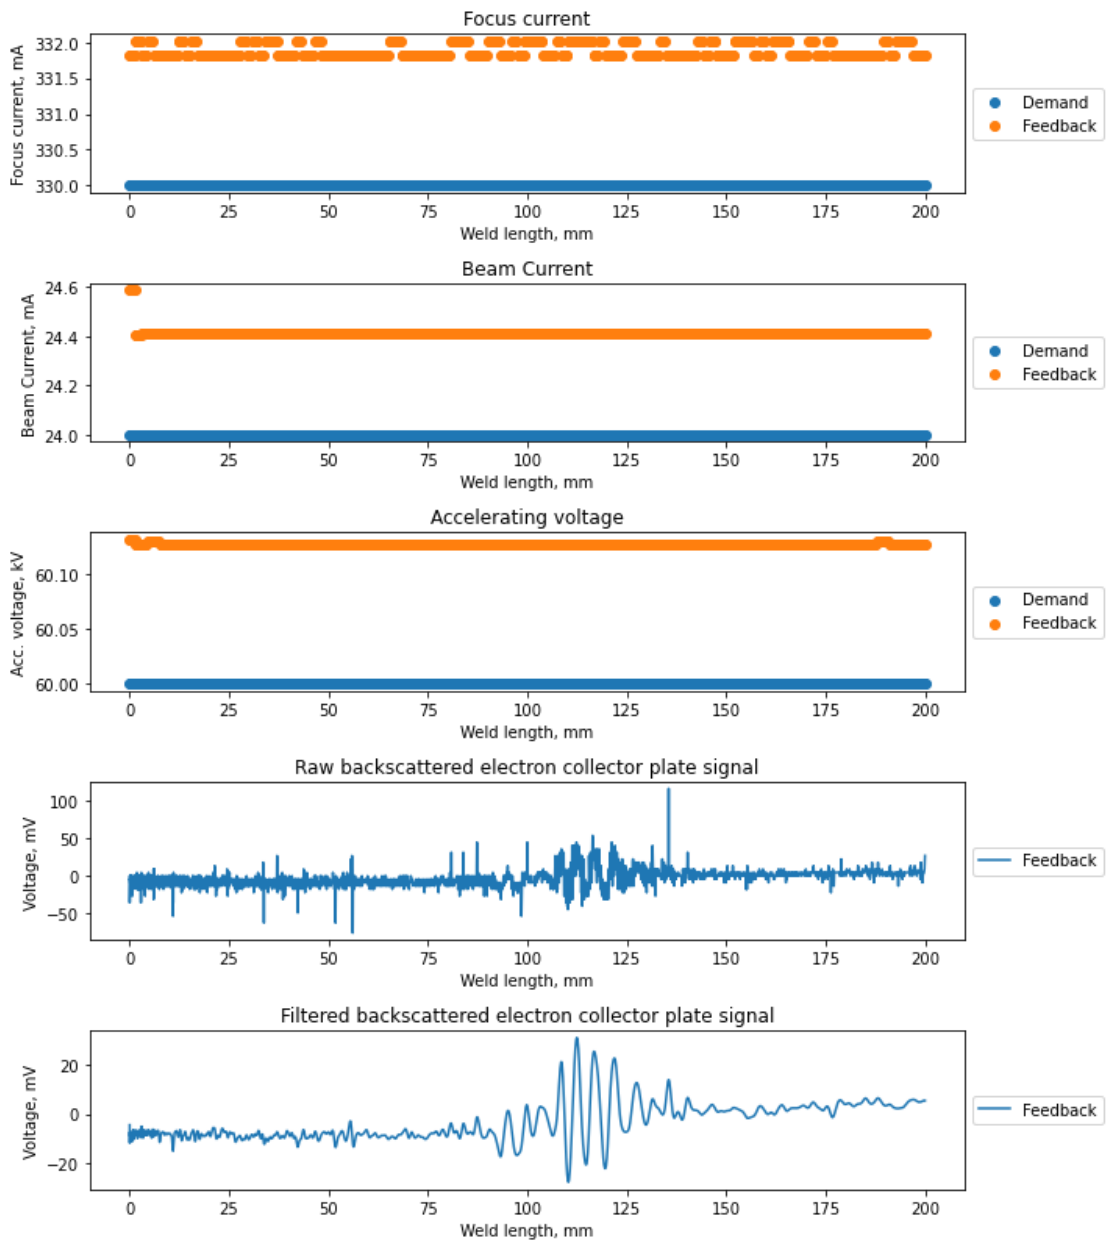 Focus current
Focus current, mA
332.0
331.5
331.0
330.5
330.0
0 25 50 75 100 125 150 175 200
Weld length, mm
Demand
Feedback
Beam Current
Beam Current, mA
24.6
24.4
24.2
24.0
0 25 50 75 100 125 150 175 200
Weld length, mm
Demand
Feedback
Accelerating voltage
Acc. voltage, kV
60.10
60.05
60.00
0 25 50 75 100 125 150 175 200
Weld length, mm
Demand
Feedback
Raw backscattered electron collector plate signal
Voltage, mV
100
50
0
−50
0 25 50 75 100 125 150 175 200
Weld length, mm
Feedback
Filtered backscattered electron collector plate signal
Voltage, mV
20
0
−20
0 25 50 75 100 125 150 175 200
Weld length, mm
Feedback